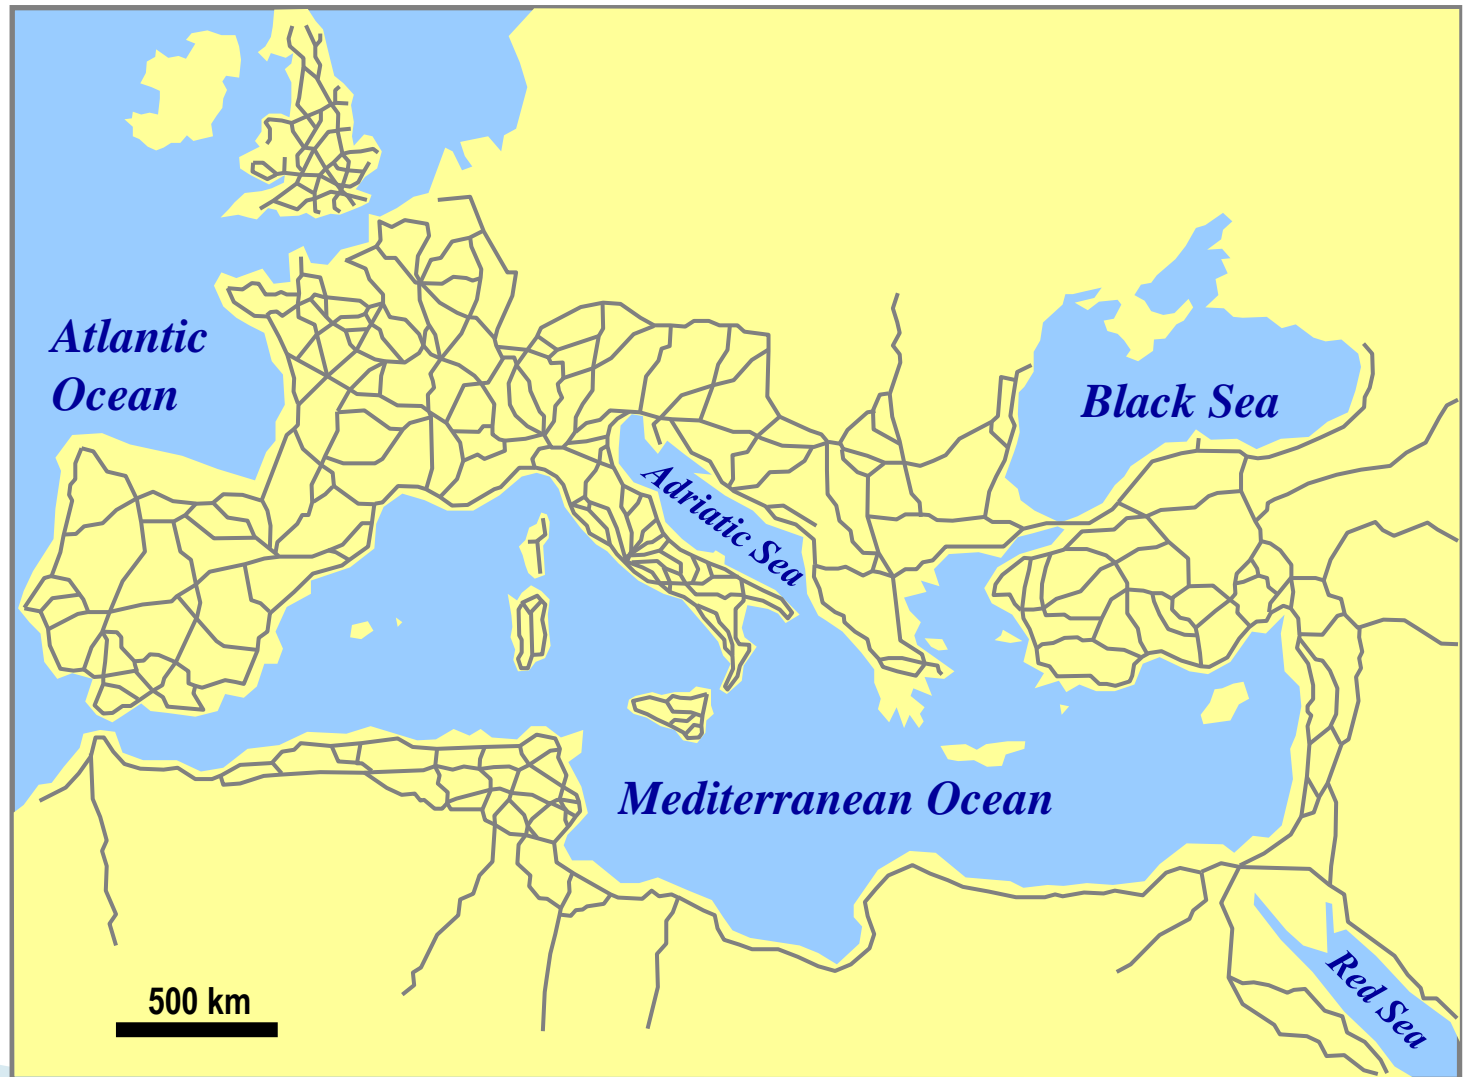 Atlantic
Ocean
Black Sea
Adriatic Sea
Mediterranean Ocean
500 km
Red Sea